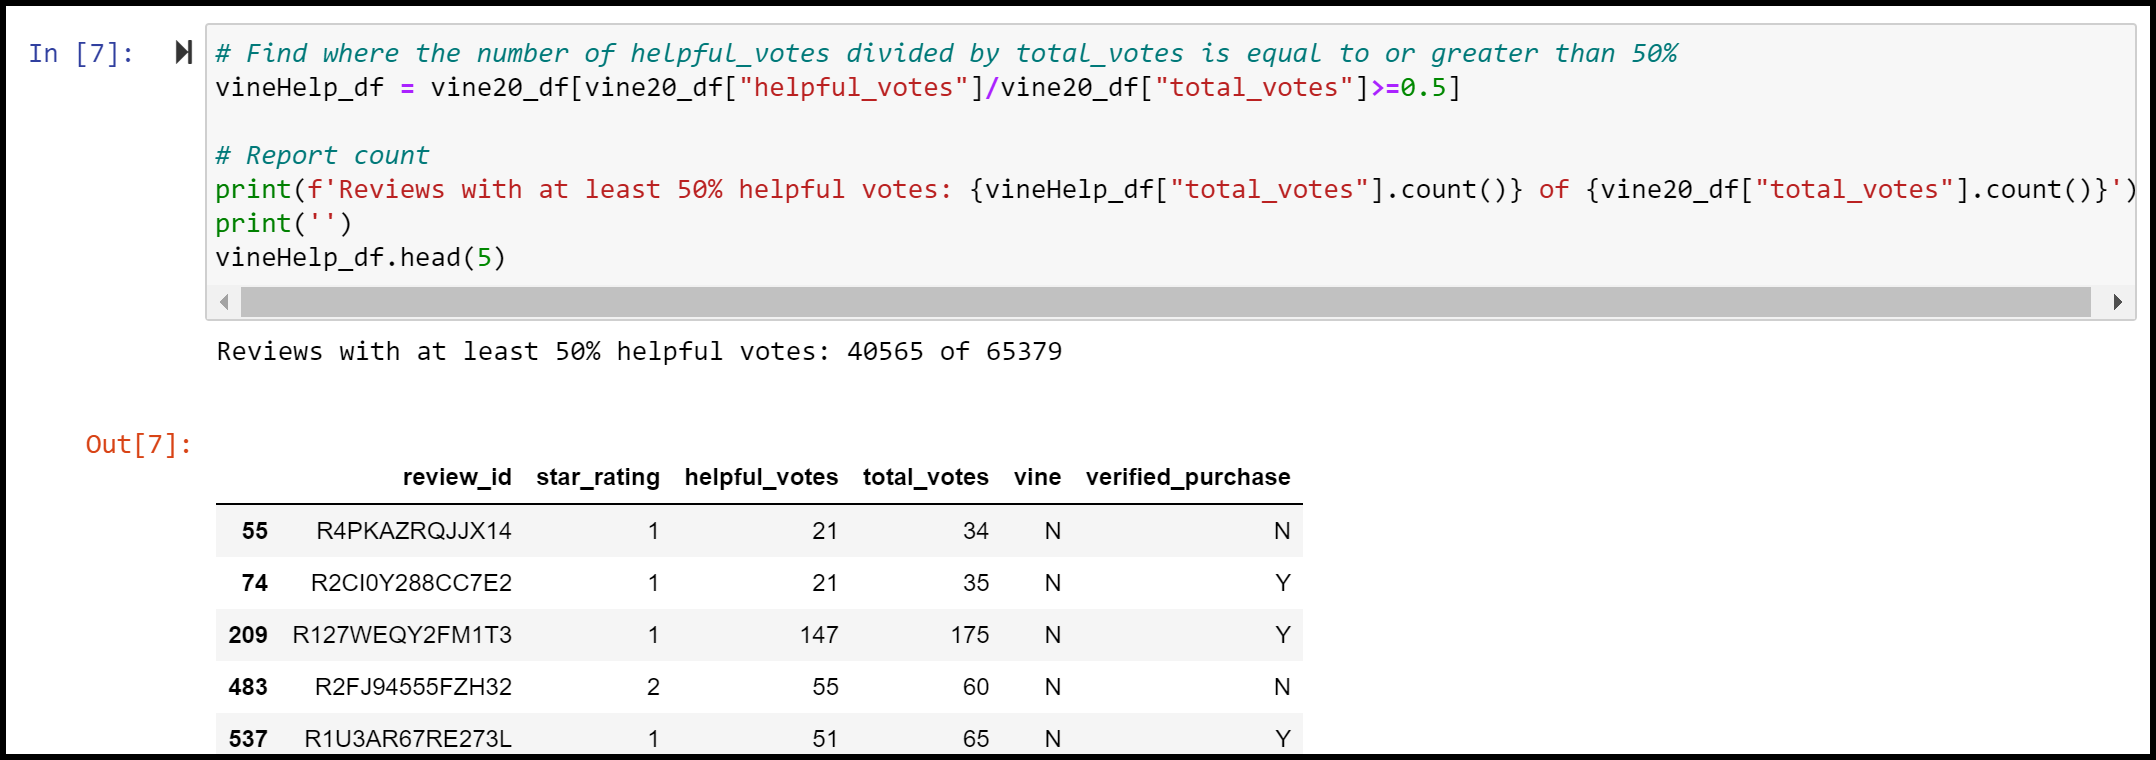 In [7]:
# Find where the number of helpful_votes divided by total_votes is equal to or greater than 50%
vineHelp_df = vine20_df[vine20_df["helpful_votes"]/vine20_df["total_votes"]>=0.5]
# Report count
print(f'Reviews with at least 50% helpful votes: {vineHelp_df["total_votes"].count()} of {vine20_df["total_votes"].count()}')
print('')
vineHelp_df.head(5)
Reviews with at least 50% helpful votes: 40565 of 65379
Out[7]:
review_id star_rating helpful_votes total_votes vine verified_purchase
55 R4PKAZRQJJX14 1 21 34 N N
74 R2CI0Y288CC7E2 1 21 35 N Y
209 R127WEQY2FM1T3 1 147 175 N Y
483 R2FJ94555FZH32 2 55 60 N N
537 R1U3AR67RE273L 1 51 65 N Y